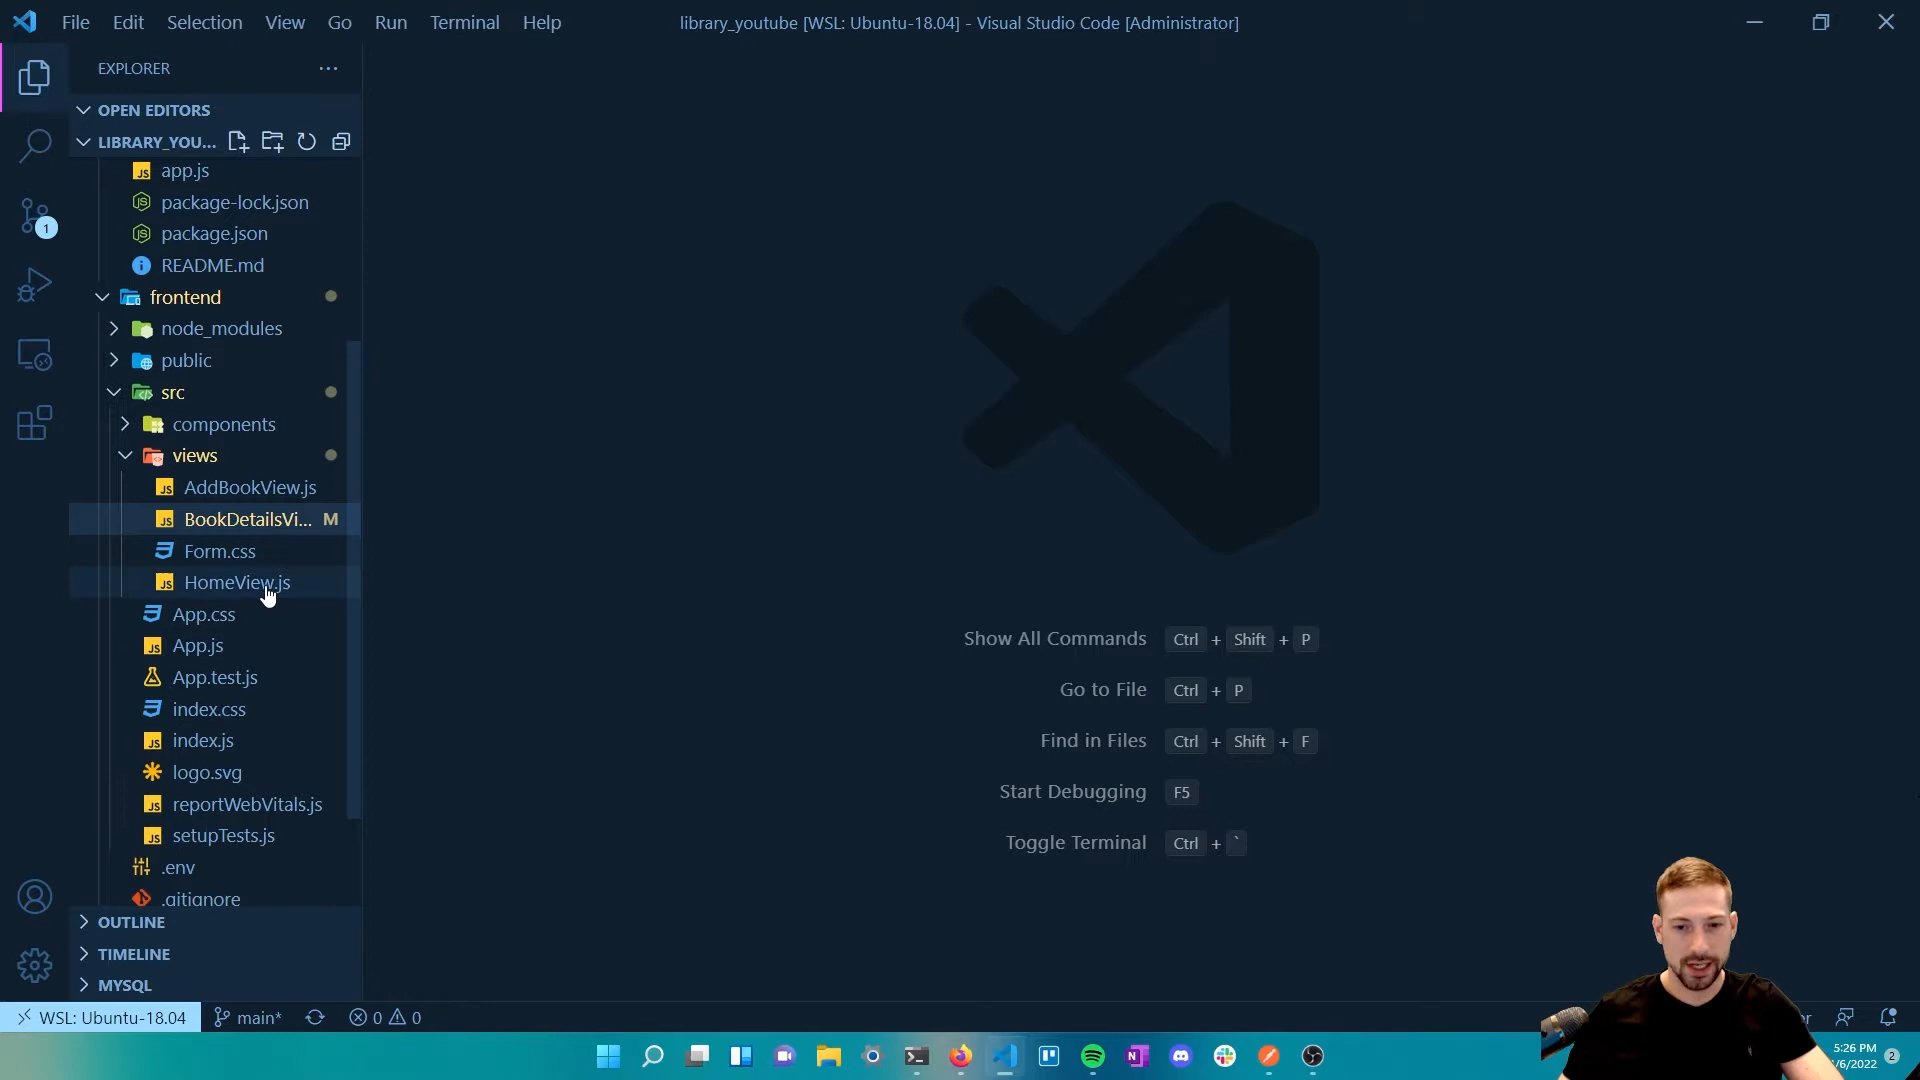 File Edit Selection View Go Run Terminal Help
library_youtube [WSL: Ubuntu-18.04] - Visual Studio Code [Administrator]
EXPLORER
OPEN EDITORS
LIBRARY_YOU...
app.js
package-lock.json
package.json
README.md
frontend
node_modules
public
src
components
views
AddBookView.js
BookDetailsVi... M
Form.css
HomeView.js
App.css
App.js
App.test.js
index.css
index.js
logo.svg
reportWebVitals.js
setupTests.js
.env
.gitignore
OUTLINE
TIMELINE
MYSQL
1
Show All Commands Ctrl + Shift + P
Go to File Ctrl + P
Find in Files Ctrl + Shift + F
Start Debugging F5
Toggle Terminal Ctrl + `
WSL: Ubuntu-18.04 main* 0 0
5:26 PM
/6/2022
2